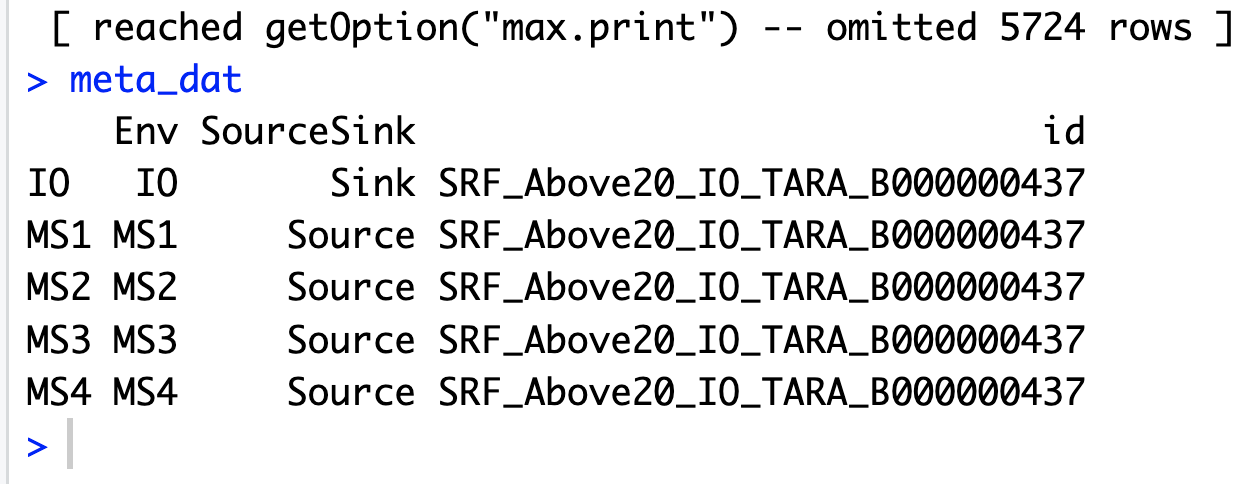 [ reached getOption("max.print") -- omitted 5724 rows ]
> meta_dat
Env SourceSink id
IO IO Sink SRF_Above20_IO_TARA_B000000437
MS1 MS1 Source SRF_Above20_IO_TARA_B000000437
MS2 MS2 Source SRF_Above20_IO_TARA_B000000437
MS3 MS3 Source SRF_Above20_IO_TARA_B000000437
MS4 MS4 Source SRF_Above20_IO_TARA_B000000437
>